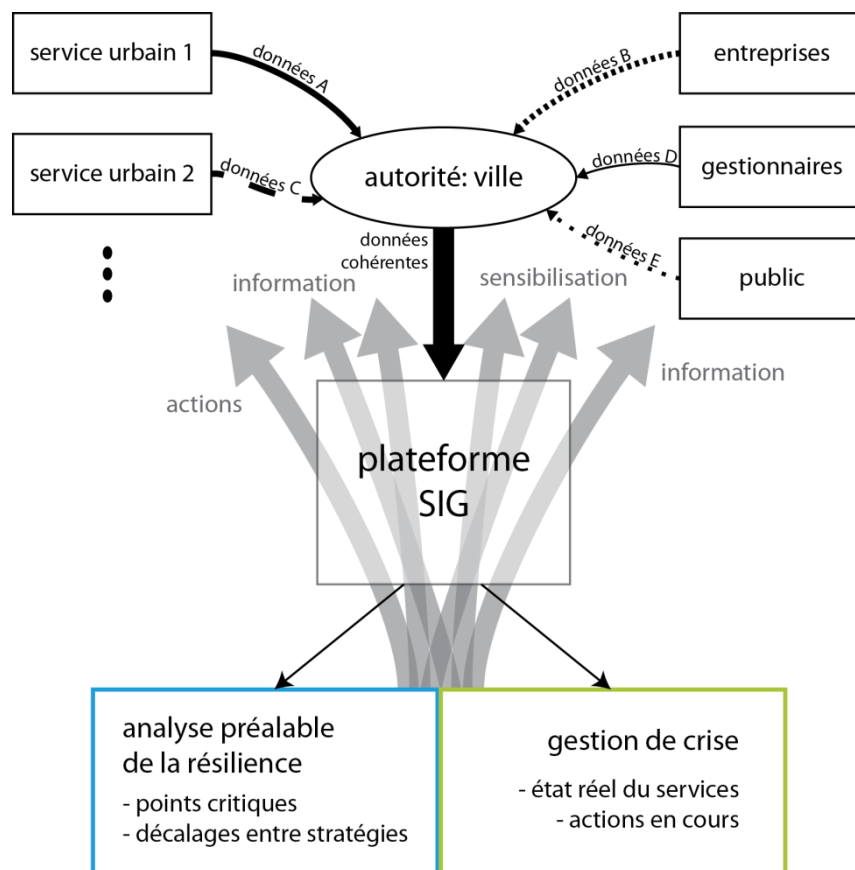 service urbain 1
données A
données B
entreprises
service urbain 2
données C
autorité: ville
données D
gestionnaires
données
cohérentes
données E
public
information
sensibilisation
actions
information
plateforme
SIG
analyse préalable
de la résilience
- points critiques
- décalages entre stratégies
gestion de crise
- état réel du services
- actions en cours